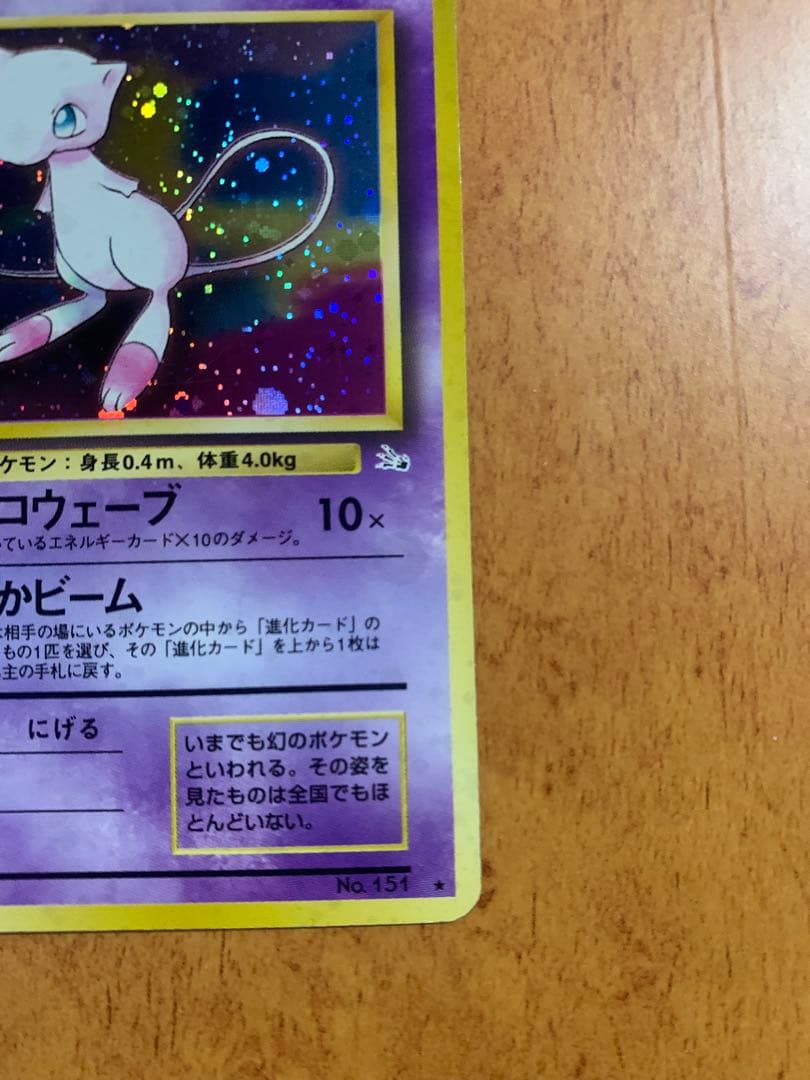 ケモン：身長0.4m、体重4.0kg
コウェーブ 10×
ているエネルギーカード×10のダメージ。
かビーム
相手の場にいるポケモンの中から「進化カード」の
もの1匹を選び、その「進化カード」を上から1枚は
主の手札に戻す。
にげる
いまでも幻のポケモン
といわれる。その姿を
見たものは全国でもほ
とんどいない。
No. 151 ★